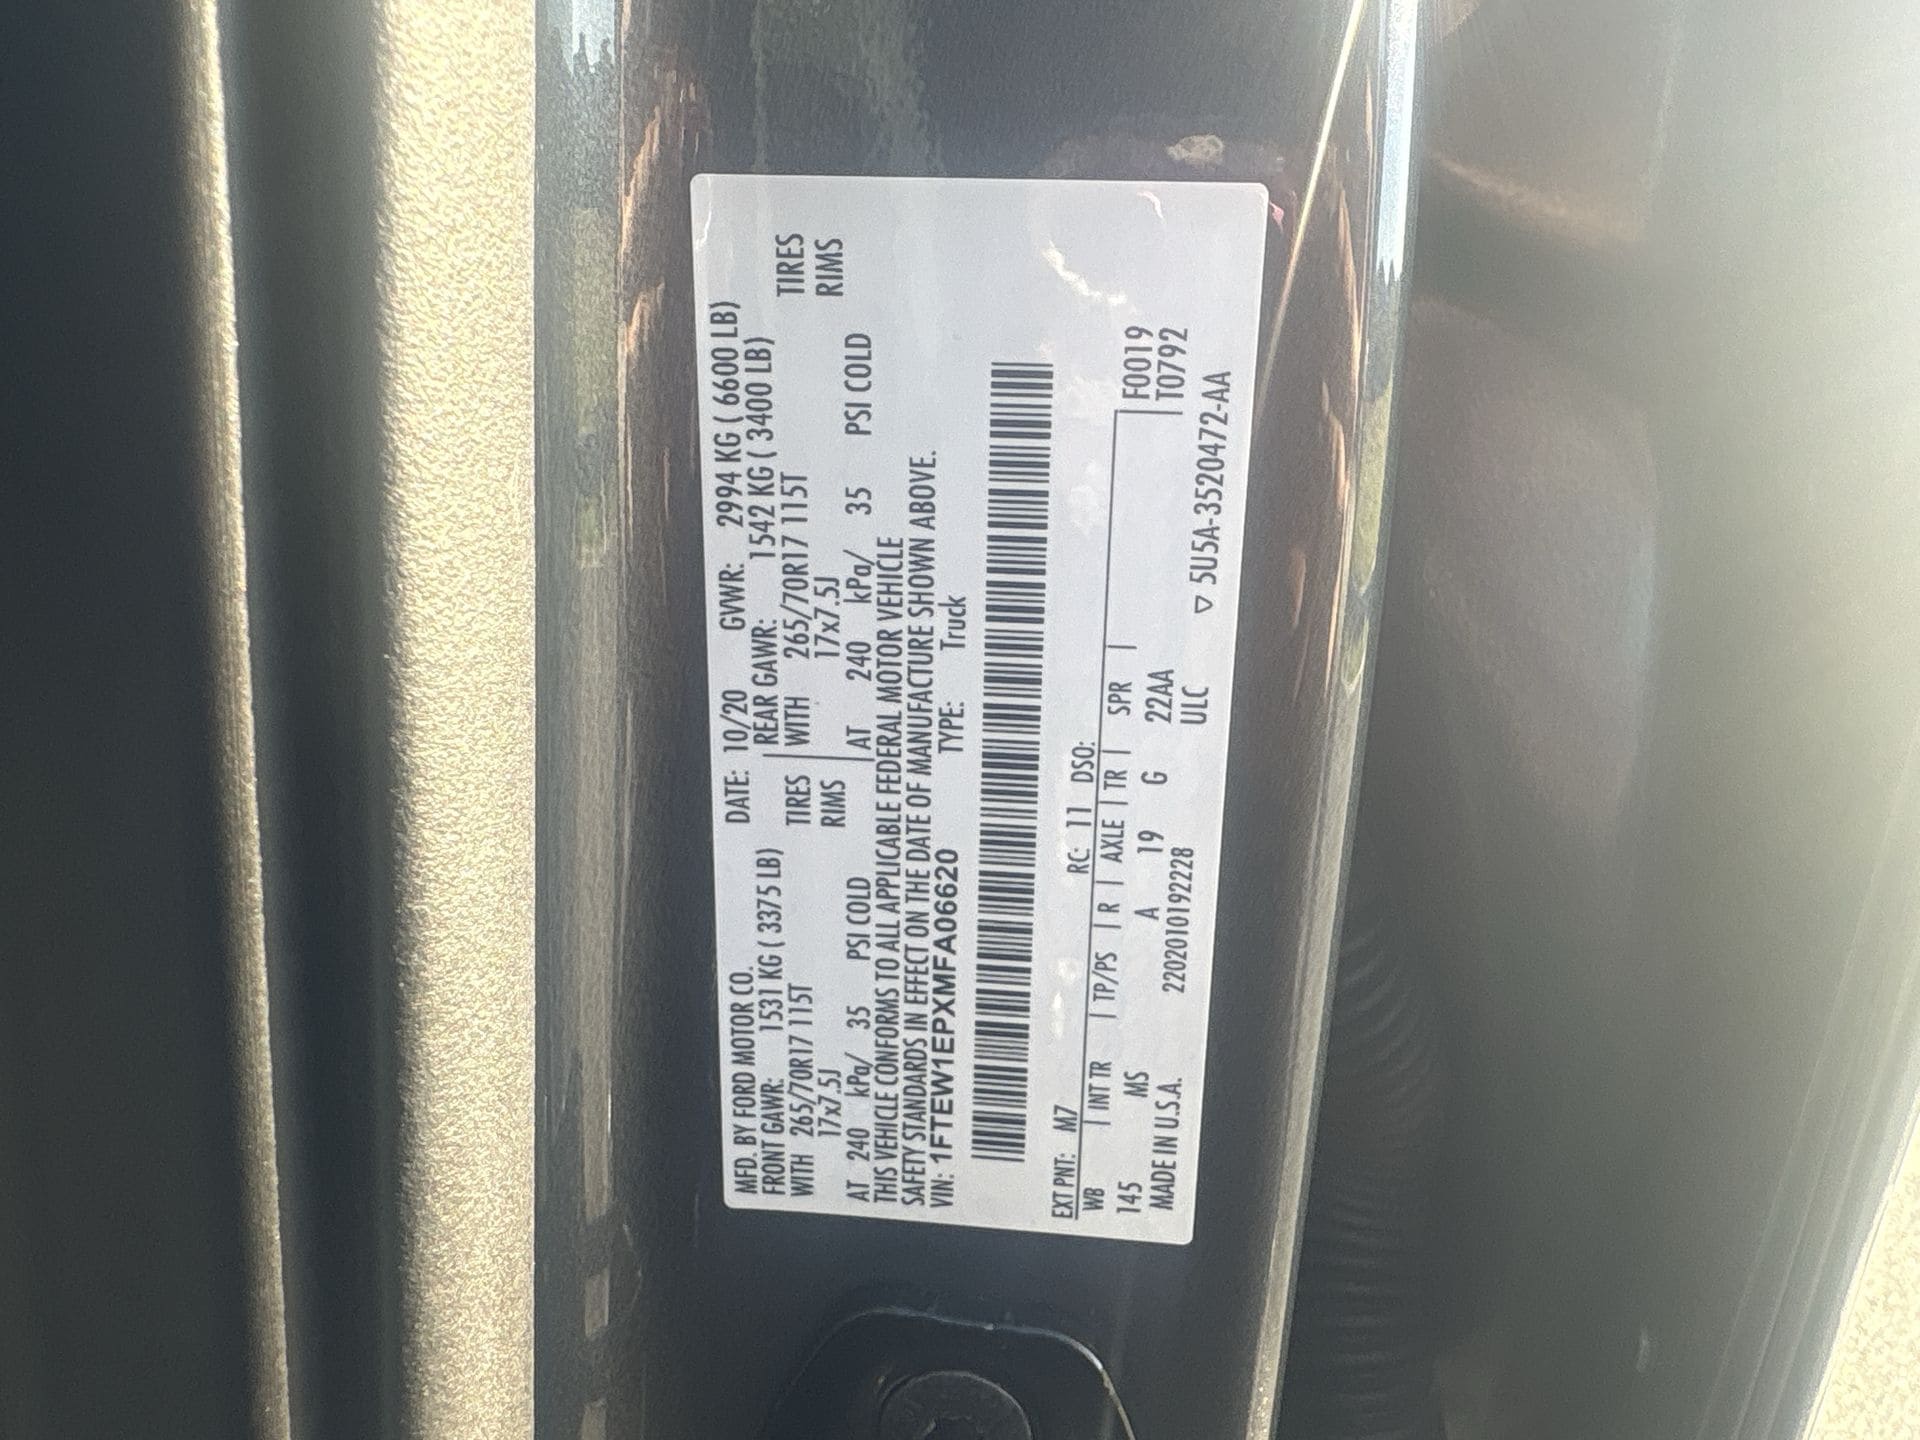 MFD. BY FORD MOTOR CO. DATE: 10/20 GVWR: 2994 KG ( 6600 LB)
FRONT GAWR: 1531 KG ( 3375 LB) REAR GAWR: 1542 KG ( 3400 LB)
WITH 265/70R17 115T TIRES WITH 265/70R17 115T TIRES
17x7.5J RIMS 17x7.5J RIMS
AT 240 kPa/ 35 PSI COLD AT 240 kPa/ 35 PSI COLD
THIS VEHICLE CONFORMS TO ALL APPLICABLE FEDERAL MOTOR VEHICLE
SAFETY STANDARDS IN EFFECT ON THE DATE OF MANUFACTURE SHOWN ABOVE.
VIN: 1FTEW1EPXMFA06620 TYPE: Truck
EXT PNT: M7 RC: 11 DSO:
WB | INT TR | TP/PS | R | AXLE | TR | SPR | F0019
145 MS A 19 G 22AA T0792
MADE IN U.S.A. 2202010192228 ULC
▽ 5U5A-3520472-AA